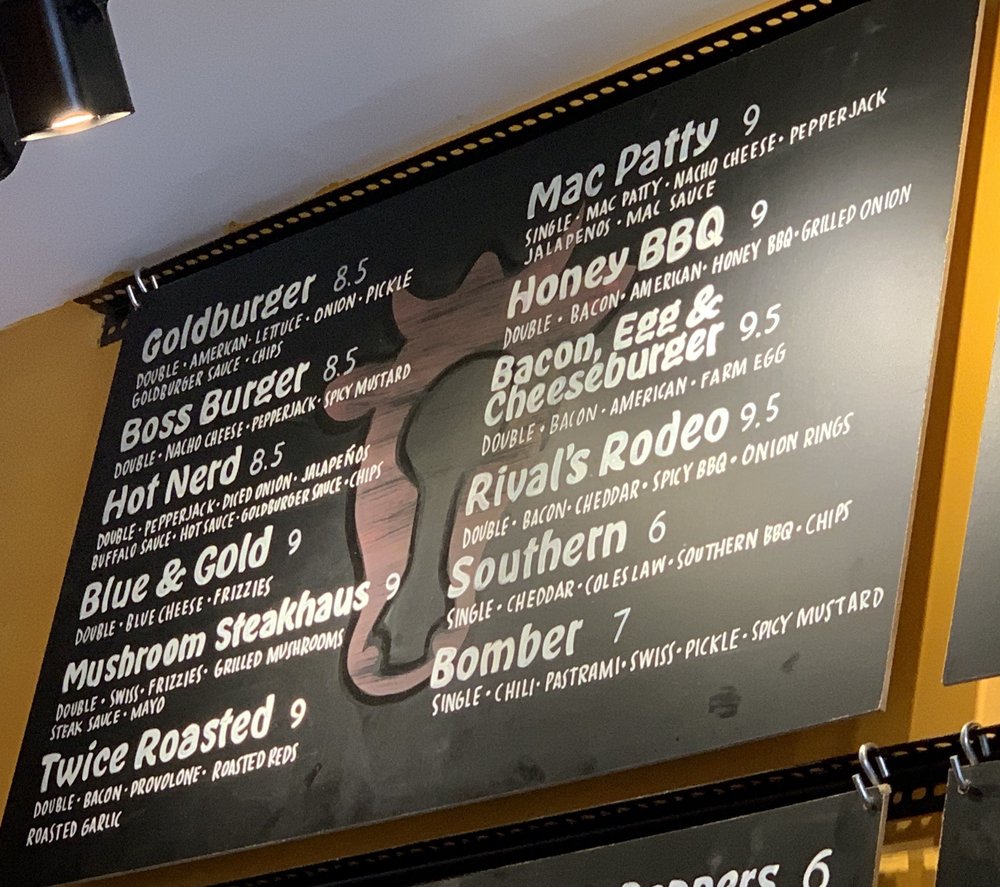 Goldburger 8.5
DOUBLE · AMERICAN · LETTUCE · ONION · PICKLE
GOLDBURGER SAUCE · CHIPS
Boss Burger 8.5
DOUBLE · NACHO CHEESE · PEPPERJACK · SPICY MUSTARD
Hot Nerd 8.5
DOUBLE · PEPPERJACK · DICED ONION · JALAPEÑOS
BUFFALO SAUCE · HOT SAUCE · GOLDBURGER SAUCE · CHIPS
Blue & Gold 9
DOUBLE · BLUE CHEESE · FRIZZIES
Mushroom Steakhaus 9
DOUBLE · SWISS · FRIZZIES · GRILLED MUSHROOMS
STEAK SAUCE · MAYO
Twice Roasted 9
DOUBLE · BACON · PROVOLONE · ROASTED REDS
ROASTED GARLIC
Mac Patty 9
SINGLE · MAC PATTY · NACHO CHEESE · PEPPERJACK
JALAPENOS · MAC SAUCE
Honey BBQ 9
DOUBLE · BACON · AMERICAN · HONEY BBQ · GRILLED ONION
Bacon, Egg &
Cheeseburger 9.5
DOUBLE · BACON · AMERICAN · FARM EGG
Rival's Rodeo 9.5
DOUBLE · BACON · CHEDDAR · SPICY BBQ · ONION RINGS
Southern 6
SINGLE · CHEDDAR · COLESLAW · SOUTHERN BBQ · CHIPS
Bomber 7
SINGLE · CHILI · PASTRAMI · SWISS · PICKLE · SPICY MUSTARD
6